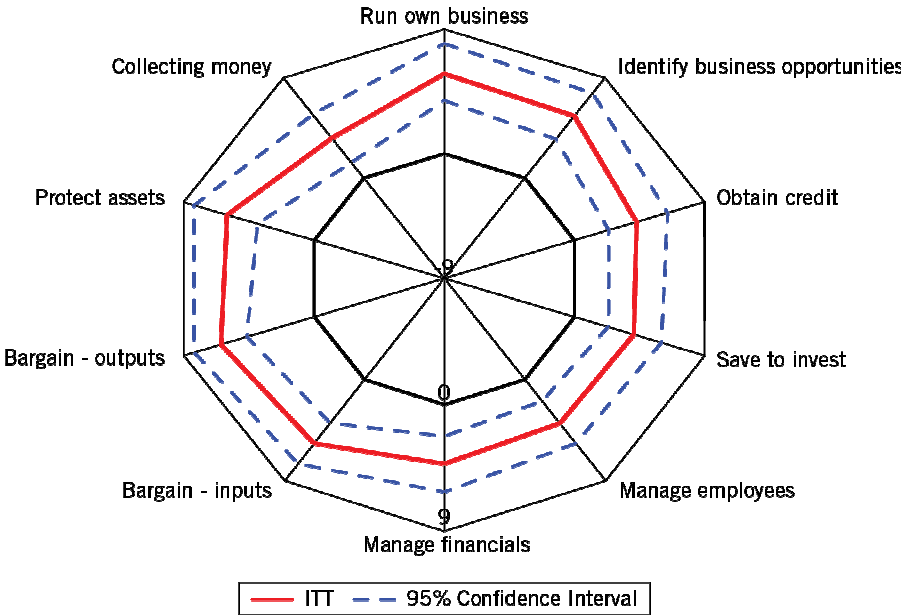 Run own business
Collecting money
Identify business opportunities
Protect assets
Obtain credit
-9
Bargain - outputs
Save to invest
0
Bargain - inputs
Manage employees
9
Manage financials
ITT
95% Confidence Interval